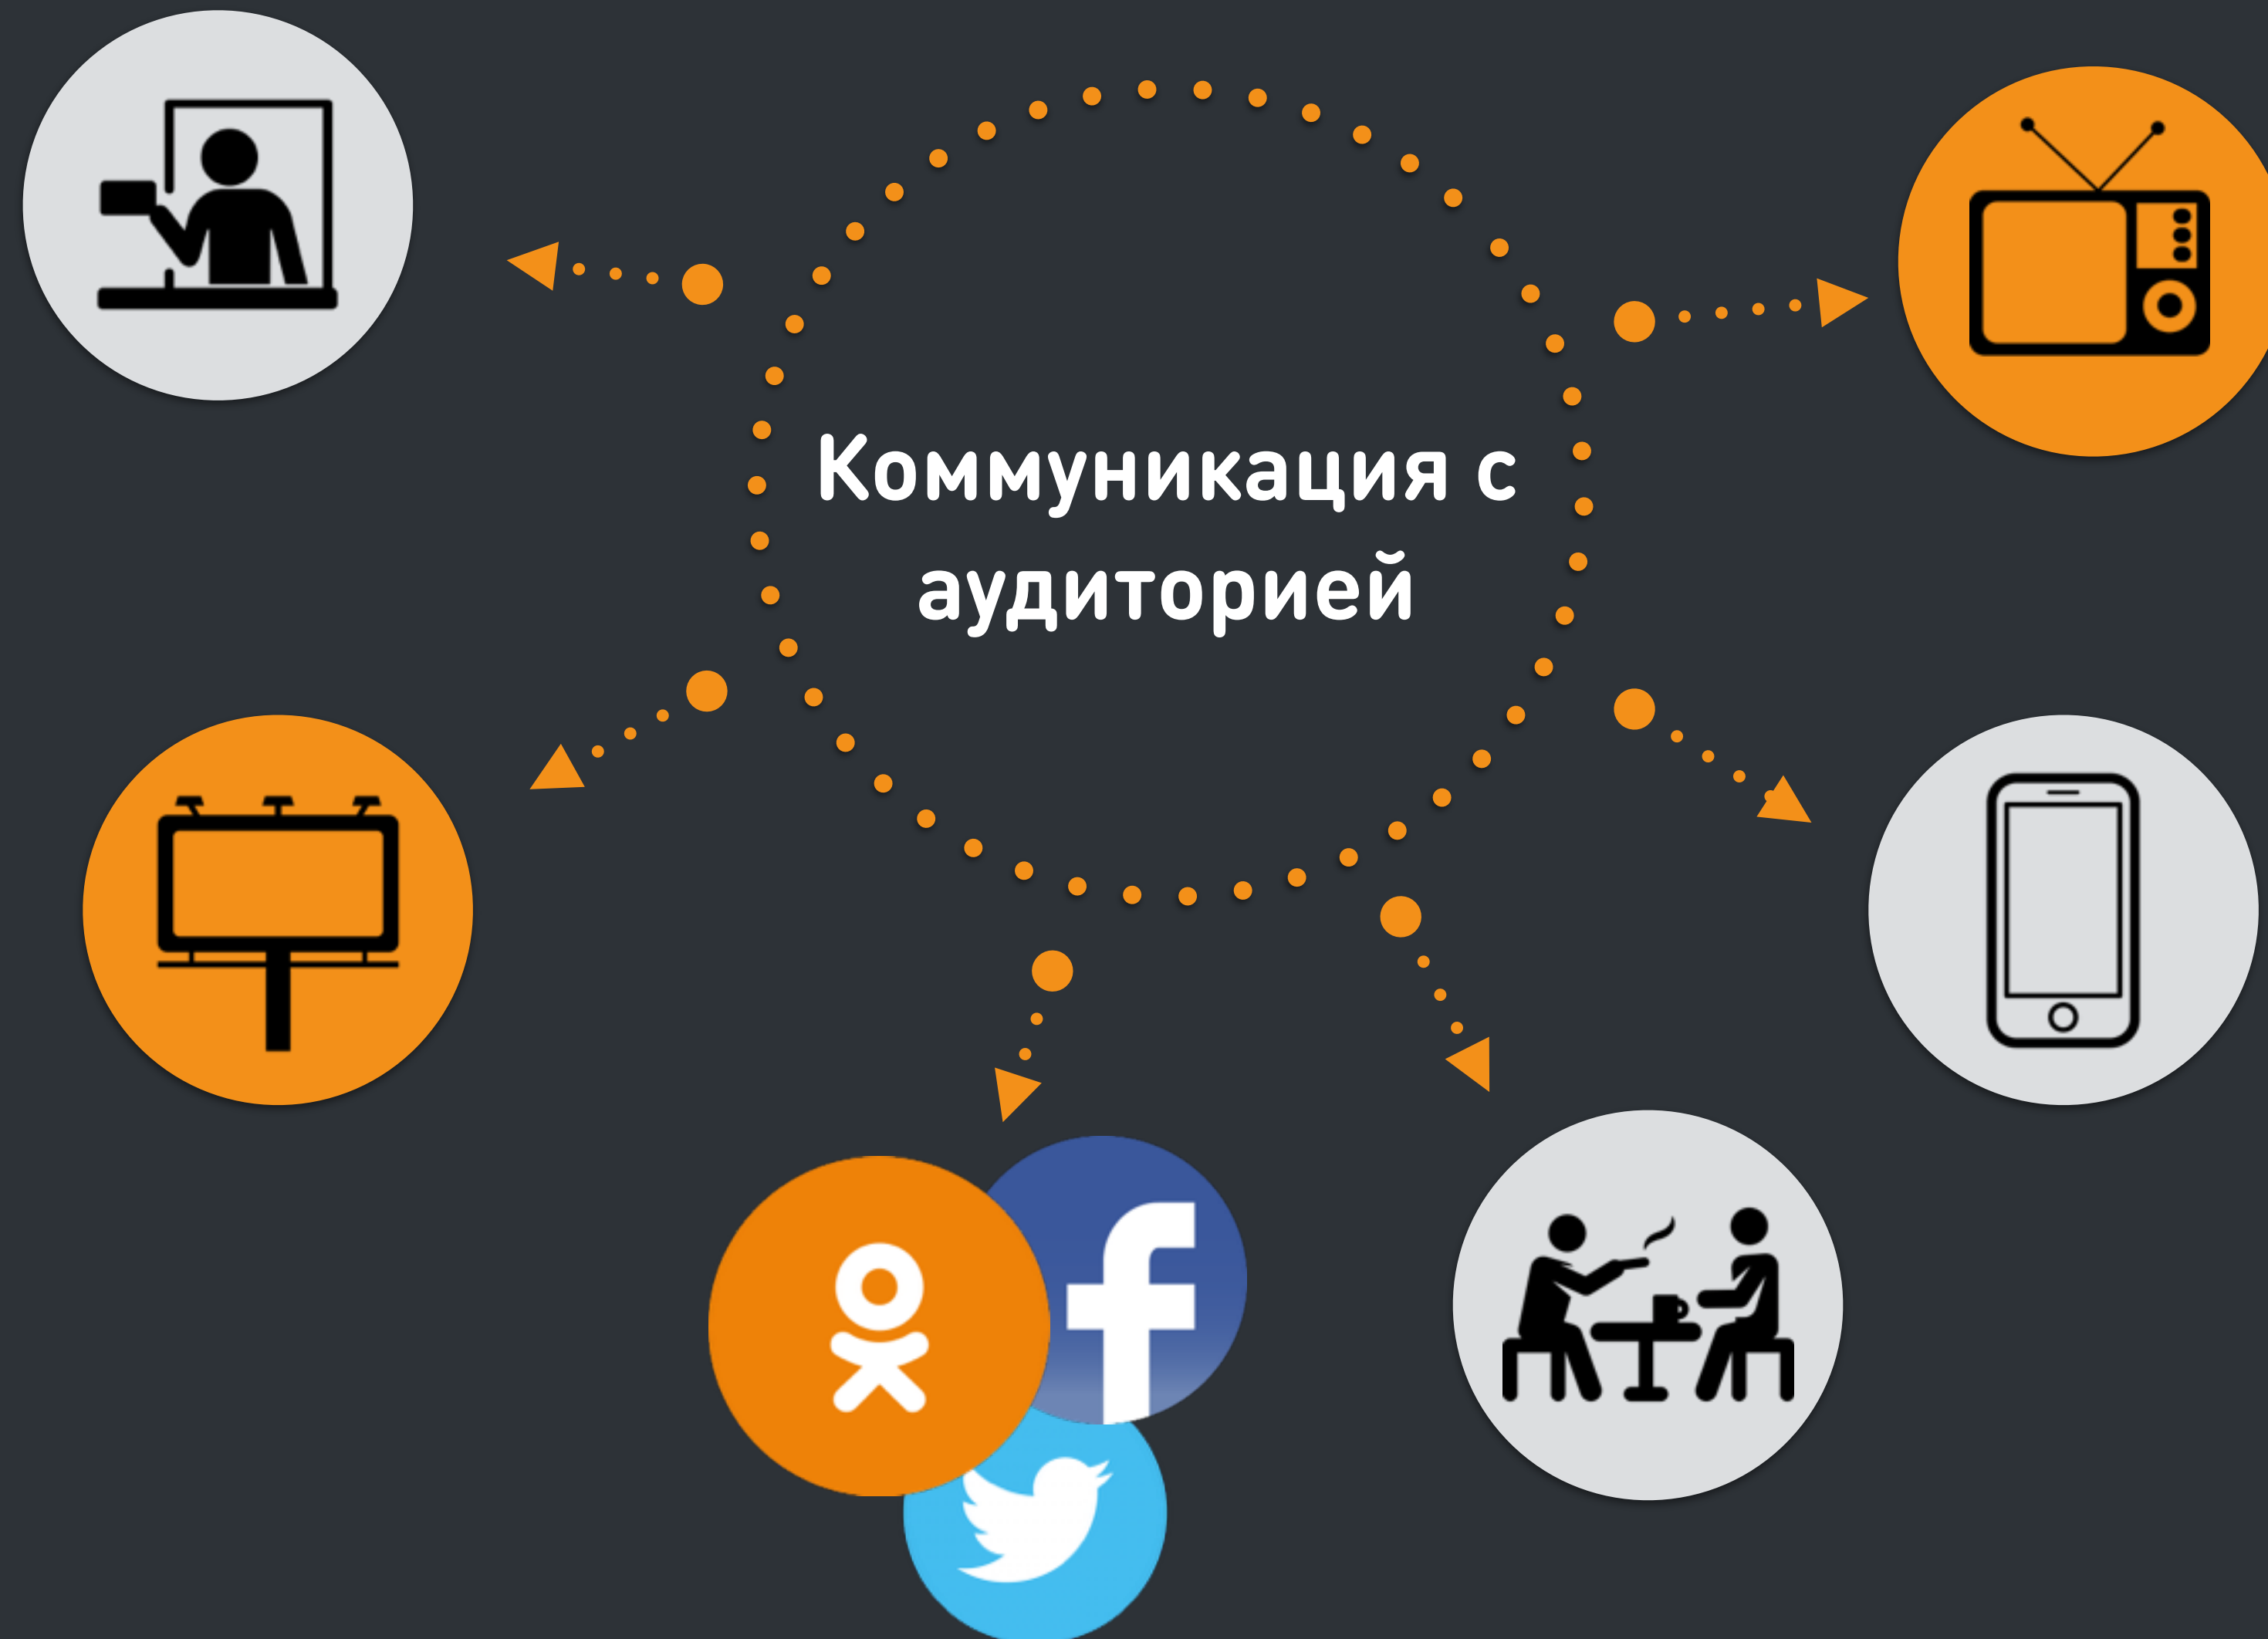 Коммуникация с
аудиторией